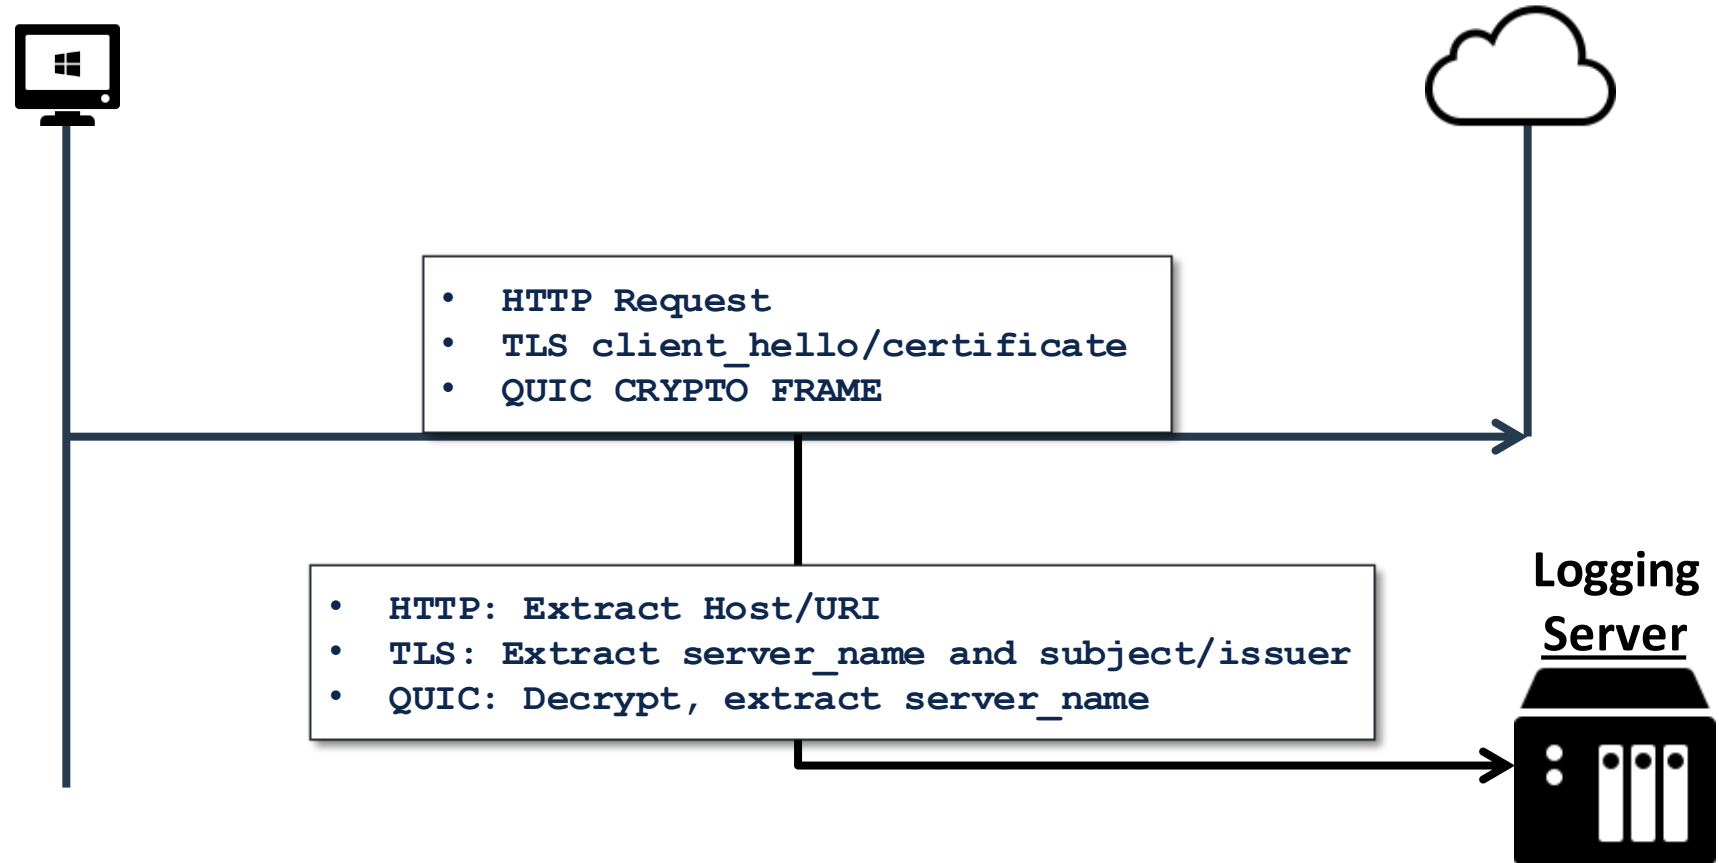 • HTTP Request
• TLS client_hello/certificate
• QUIC CRYPTO FRAME
• HTTP: Extract Host/URI
• TLS: Extract server_name and subject/issuer
• QUIC: Decrypt, extract server_name
Logging
Server